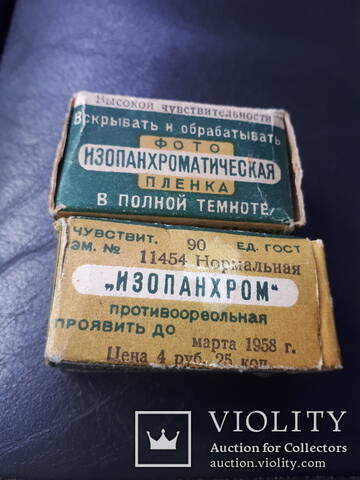 Высокой чувствительности
Вскрывать и обрабатывать
ФОТО
ИЗОПАНХРОМАТИЧЕСКАЯ
ПЛЕНКА
В ПОЛНОЙ ТЕМНОТЕ!
ЧУВСТВИТ. 90 ЕД. ГОСТ
ЭМ. № 11454 Нормальная
„ИЗОПАНХРОМ"
противоореольная
ПРОЯВИТЬ ДО
марта 1958 г.
Цена 4 руб. 25 коп.
VIOLITY
Auction for Collectors
auction.violity.com